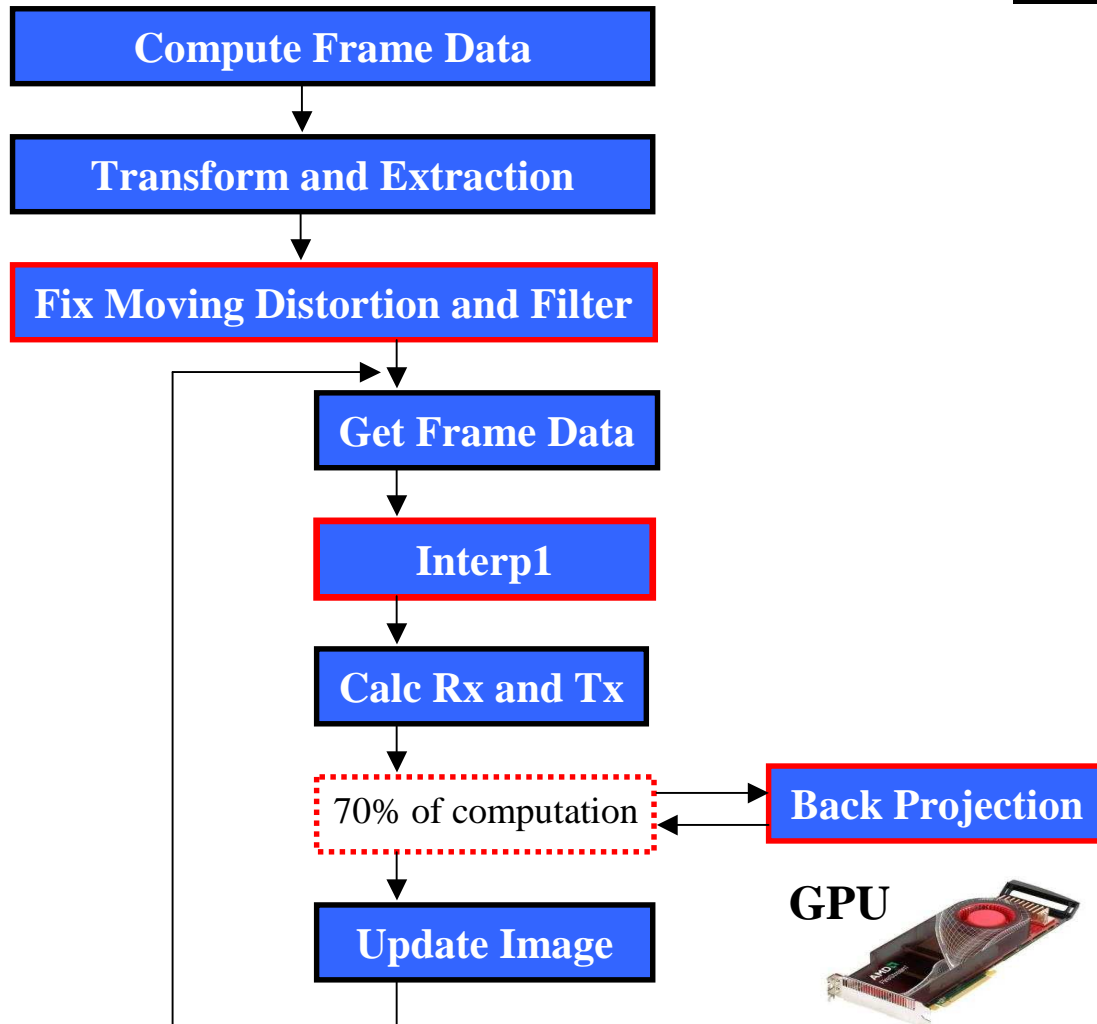 Compute Frame Data
Transform and Extraction
Fix Moving Distortion and Filter
Get Frame Data
Interp1
Calc Rx and Tx
70% of computation
Back Projection
GPU
Update Image
AMD